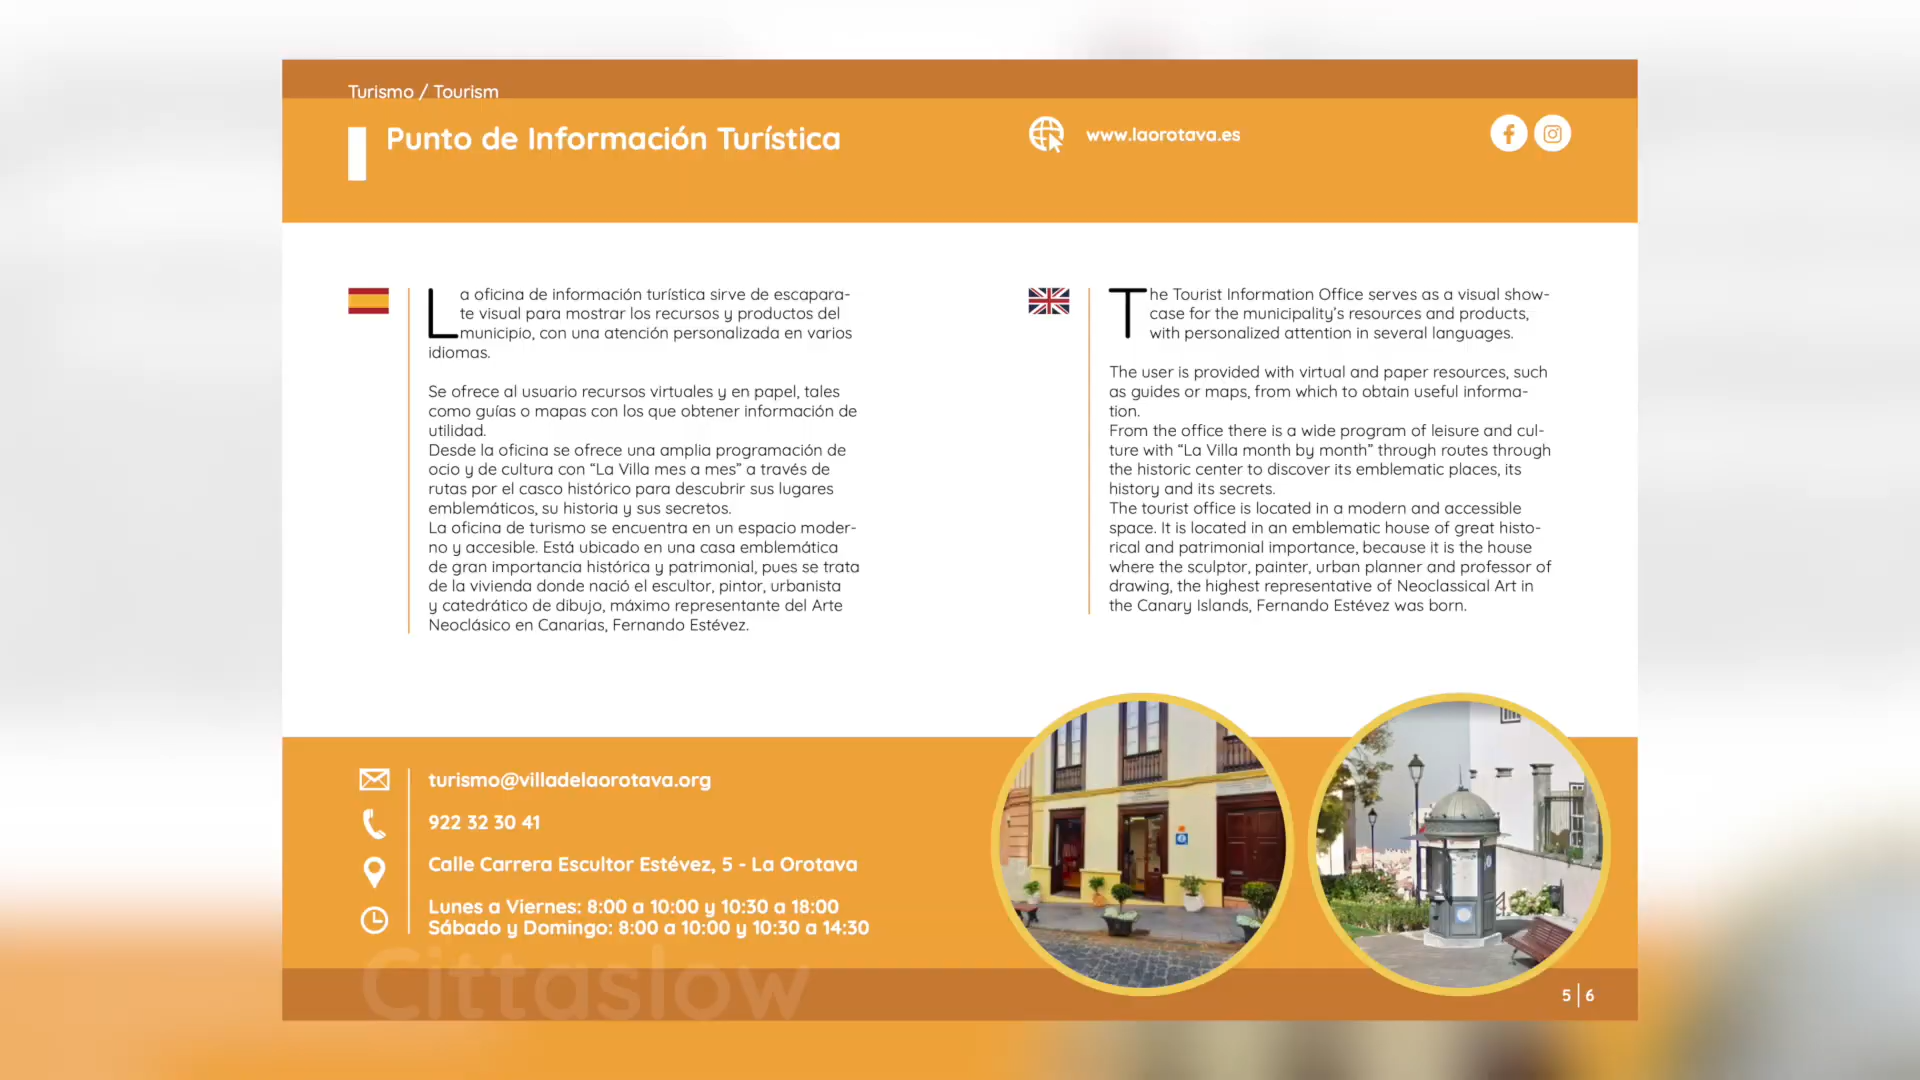 Turismo / Tourism
Punto de Información Turística
www.laorotava.es
La oficina de información turística sirve de escapara-
te visual para mostrar los recursos y productos del
municipio, con una atención personalizada en varios
idiomas.
Se ofrece al usuario recursos virtuales y en papel, tales
como guías o mapas con los que obtener información de
utilidad.
Desde la oficina se ofrece una amplia programación de
ocio y de cultura con “La Villa mes a mes” a través de
rutas por el casco histórico para descubrir sus lugares
emblemáticos, su historia y sus secretos.
La oficina de turismo se encuentra en un espacio moder-
no y accesible. Está ubicado en una casa emblemática
de gran importancia histórica y patrimonial, pues se trata
de la vivienda donde nació el escultor, pintor, urbanista
y catedrático de dibujo, máximo representante del Arte
Neoclásico en Canarias, Fernando Estévez.
The Tourist Information Office serves as a visual show-
case for the municipality’s resources and products,
with personalized attention in several languages.
The user is provided with virtual and paper resources, such
as guides or maps, from which to obtain useful informa-
tion.
From the office there is a wide program of leisure and cul-
ture with “La Villa month by month” through routes through
the historic center to discover its emblematic places, its
history and its secrets.
The tourist office is located in a modern and accessible
space. It is located in an emblematic house of great histo-
rical and patrimonial importance, because it is the house
where the sculptor, painter, urban planner and professor of
drawing, the highest representative of Neoclassical Art in
the Canary Islands, Fernando Estévez was born.
turismo@villadelaorotava.org
922 32 30 41
Calle Carrera Escultor Estévez, 5 - La Orotava
Lunes a Viernes: 8:00 a 10:00 y 10:30 a 18:00
Sábado y Domingo: 8:00 a 10:00 y 10:30 a 14:30
Cittaslow
5 | 6